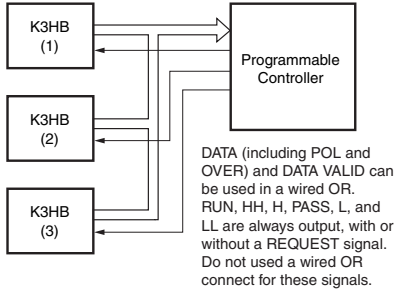 K3HB
(1)
Programmable
Controller
K3HB
(2)
K3HB
(3)
DATA (including POL and
OVER) and DATA VALID can
be used in a wired OR.
RUN, HH, H, PASS, L, and
LL are always output, with or
without a REQUEST signal.
Do not used a wired OR
connect for these signals.